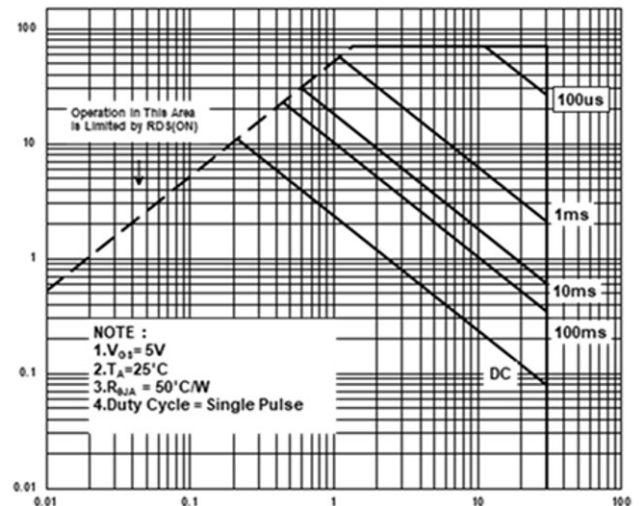 100
10
1
0.1
0.01
0.01
0.1
1
10
100
Operation in This Area
is Limited by RDS(ON)
100us
1ms
10ms
100ms
DC
NOTE :
1.VGS= 5V
2.TA=25°C
3.RθJA = 50°C/W
4.Duty Cycle = Single Pulse